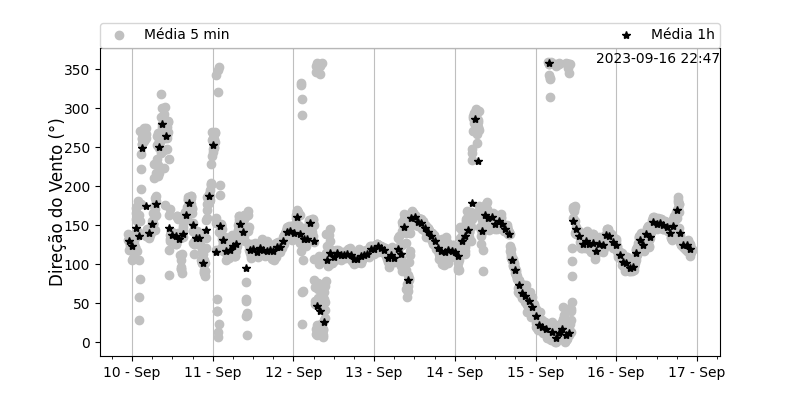 Média 5 min
Média 1h
2023-09-16 22:47
Direção do Vento (°)
350
300
250
200
150
100
50
0
10 - Sep
11 - Sep
12 - Sep
13 - Sep
14 - Sep
15 - Sep
16 - Sep
17 - Sep